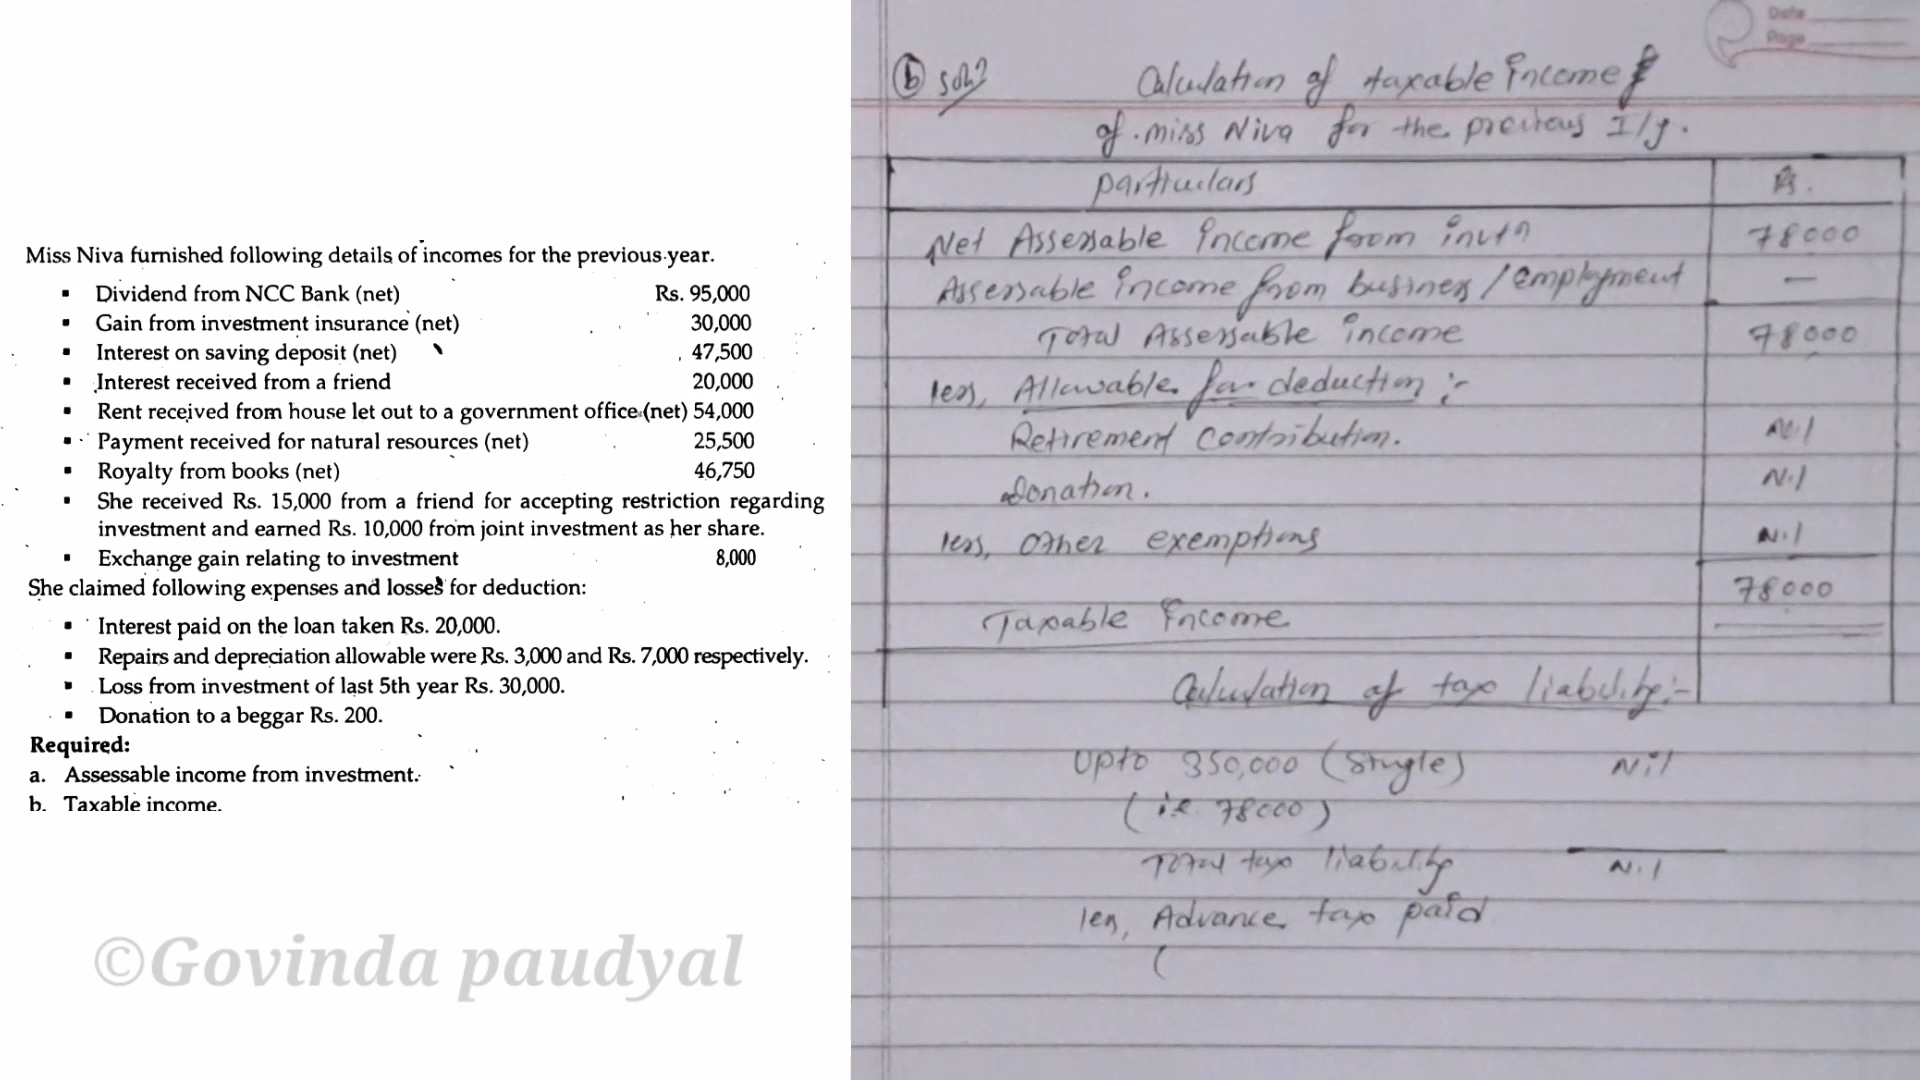 Miss Niva furnished following details of incomes for the previous year.
▪ Dividend from NCC Bank (net) Rs. 95,000
▪ Gain from investment insurance (net) 30,000
▪ Interest on saving deposit (net) 47,500
▪ Interest received from a friend 20,000
▪ Rent received from house let out to a government office (net) 54,000
▪ Payment received for natural resources (net) 25,500
▪ Royalty from books (net) 46,750
▪ She received Rs. 15,000 from a friend for accepting restriction regarding
investment and earned Rs. 10,000 from joint investment as her share.
▪ Exchange gain relating to investment 8,000
She claimed following expenses and losses for deduction:
▪ Interest paid on the loan taken Rs. 20,000.
▪ Repairs and depreciation allowable were Rs. 3,000 and Rs. 7,000 respectively.
▪ Loss from investment of last 5th year Rs. 30,000.
▪ Donation to a beggar Rs. 200.
Required:
a. Assessable income from investment.
b. Taxable income.
©Govinda paudyal
Date
Page
(b) Soln Calculation of taxable income
of miss Niva for the previous I/y.
particulars Rs.
Net Assessable income from invtn 78000
Assessable income from business/employment —
Total Assessable income 78000
less, Allowable for deduction :-
Retirement contribution. Nil
Donation. Nil
less, other exemptions Nil
Taxable income 78000
Calculation of tax liability:-
Upto 350,000 (Single) Nil
(i.e. 78000)
Total tax liability Nil
less, Advance tax paid
(